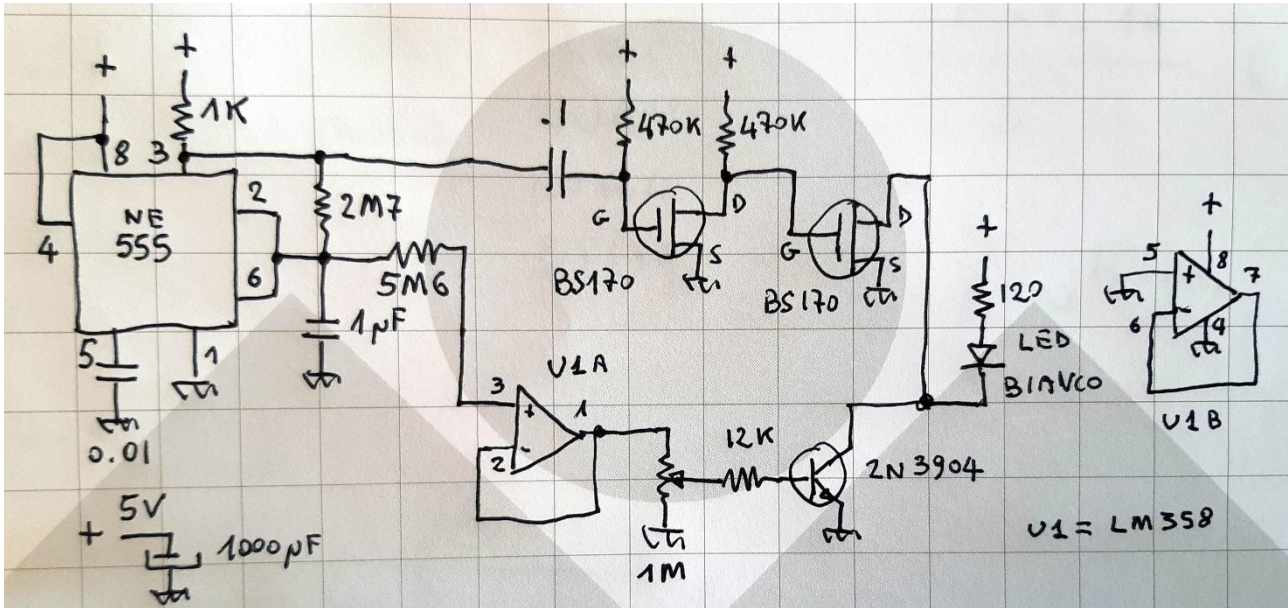 + + + +
1K
.1
470K 470K
8 3
NE
555
2
4
6
2M7
G D
S
BS170
G D
S
BS170
5M6
1µF
5 1
0.01
+
120
LED
BIANCO
+
5 + 8 7
6 - 4
U1B
U1A
3 + 1
2 -
12K
2N3904
1M
+ 5V
1000µF
U1 = LM358